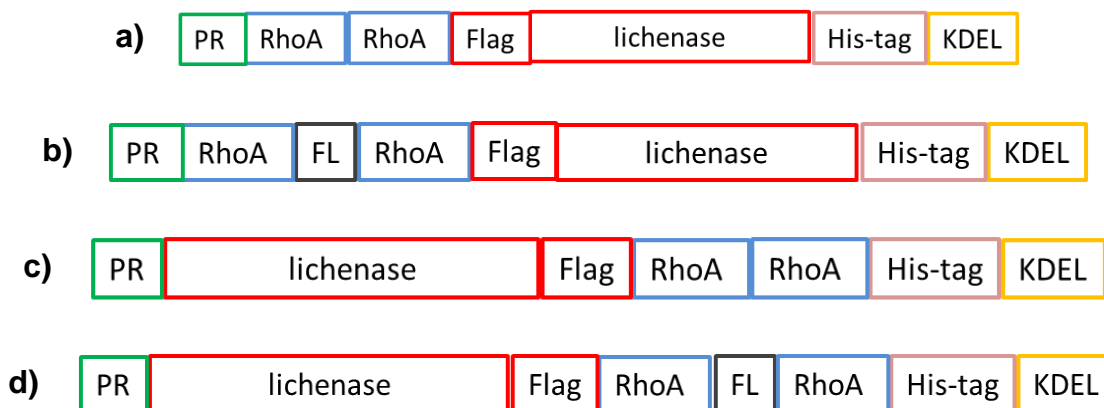 a) PR RhoA RhoA Flag lichenase His-tag KDEL
b) PR RhoA FL RhoA Flag lichenase His-tag KDEL
c) PR lichenase Flag RhoA RhoA His-tag KDEL
d) PR lichenase Flag RhoA FL RhoA His-tag KDEL